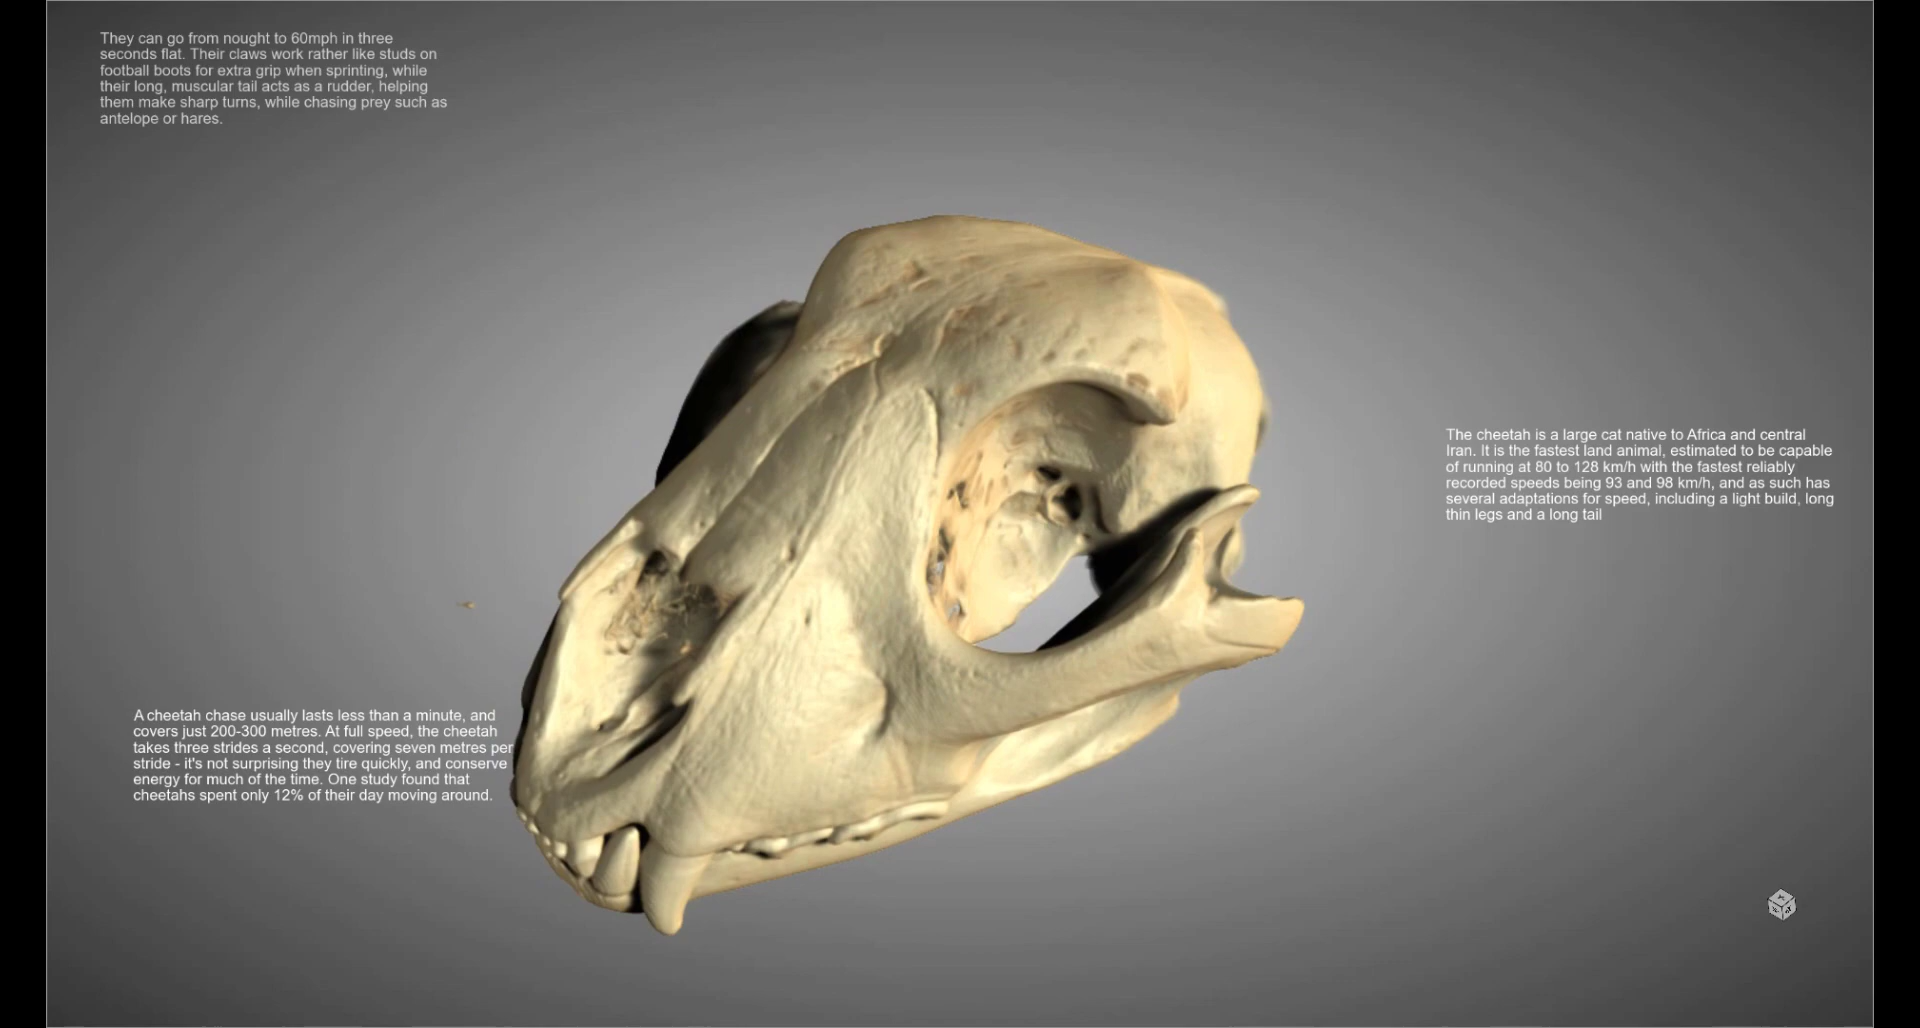 They can go from nought to 60mph in three
seconds flat. Their claws work rather like studs on
football boots for extra grip when sprinting, while
their long, muscular tail acts as a rudder, helping
them make sharp turns, while chasing prey such as
antelope or hares.
The cheetah is a large cat native to Africa and central
Iran. It is the fastest land animal, estimated to be capable
of running at 80 to 128 km/h with the fastest reliably
recorded speeds being 93 and 98 km/h, and as such has
several adaptations for speed, including a light build, long
thin legs and a long tail
A cheetah chase usually lasts less than a minute, and
covers just 200-300 metres. At full speed, the cheetah
takes three strides a second, covering seven metres per
stride - it's not surprising they tire quickly, and conserve
energy for much of the time. One study found that
cheetahs spent only 12% of their day moving around.